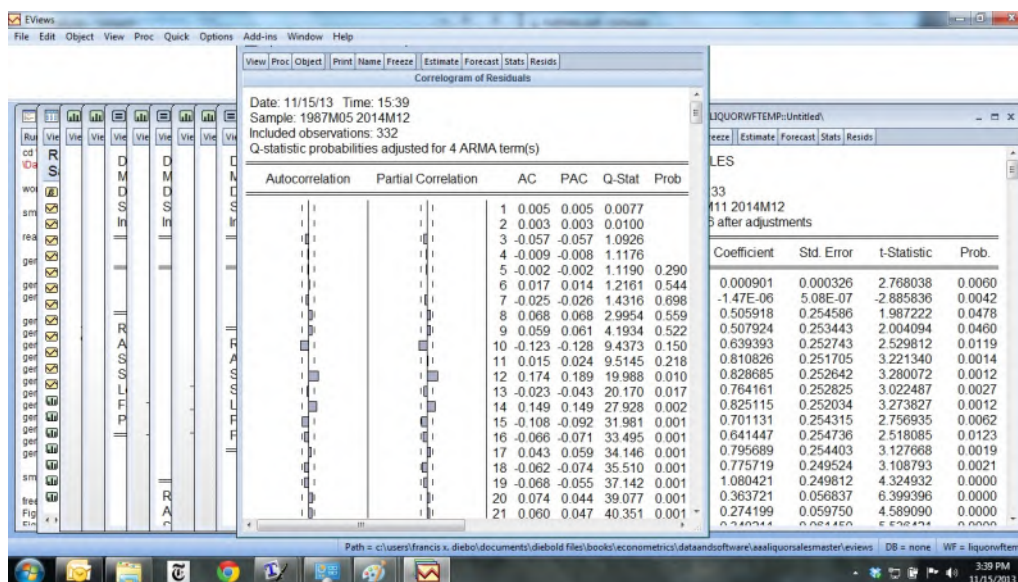 EViews
File Edit Object View Proc Quick Options Add-ins Window Help
View Proc Object Print Name Freeze Estimate Forecast Stats Resids
Correlogram of Residuals
Date: 11/15/13 Time: 15:39
Sample: 1987M05 2014M12
Included observations: 332
Q-statistic probabilities adjusted for 4 ARMA term(s)
Autocorrelation Partial Correlation AC PAC Q-Stat Prob
1 0.005 0.005 0.0077
2 0.003 0.003 0.0100
3 -0.057 -0.057 1.0926
4 -0.009 -0.008 1.1176
5 -0.002 -0.002 1.1190 0.290
6 0.017 0.014 1.2161 0.544
7 -0.025 -0.026 1.4316 0.698
8 0.068 0.068 2.9954 0.559
9 0.059 0.061 4.1934 0.522
10 -0.123 -0.128 9.4373 0.150
11 0.015 0.024 9.5145 0.218
12 0.174 0.189 19.988 0.010
13 -0.023 -0.043 20.170 0.017
14 0.149 0.149 27.928 0.002
15 -0.108 -0.092 31.981 0.001
16 -0.066 -0.071 33.495 0.001
17 0.043 0.059 34.146 0.001
18 -0.062 -0.074 35.510 0.001
19 -0.068 -0.055 37.142 0.001
20 0.074 0.044 39.077 0.001
21 0.060 0.047 40.351 0.001
LIQUORWFTEMP::Untitled\
eeze Estimate Forecast Stats Resids
LES
33
M11 2014M12
6 after adjustments
Coefficient Std. Error t-Statistic Prob.
0.000901 0.000326 2.768038 0.0060
-1.47E-06 5.08E-07 -2.885836 0.0042
0.505918 0.254586 1.987222 0.0478
0.507924 0.253443 2.004094 0.0460
0.639393 0.252743 2.529812 0.0119
0.810826 0.251705 3.221340 0.0014
0.828685 0.252642 3.280072 0.0012
0.764161 0.252825 3.022487 0.0027
0.825115 0.252034 3.273827 0.0012
0.701131 0.254315 2.756935 0.0062
0.641447 0.254736 2.518085 0.0123
0.795689 0.254403 3.127668 0.0019
0.775719 0.249524 3.108793 0.0021
1.080421 0.249812 4.324932 0.0000
0.363721 0.056837 6.399396 0.0000
0.274199 0.059750 4.589090 0.0000
Path = c:\users\francis x. diebo\documents\diebold files\books\econometrics\dataandsoftware\aaaliquorsalesmaster\eviews DB = none WF = liquorwftem
3:39 PM
11/15/2013